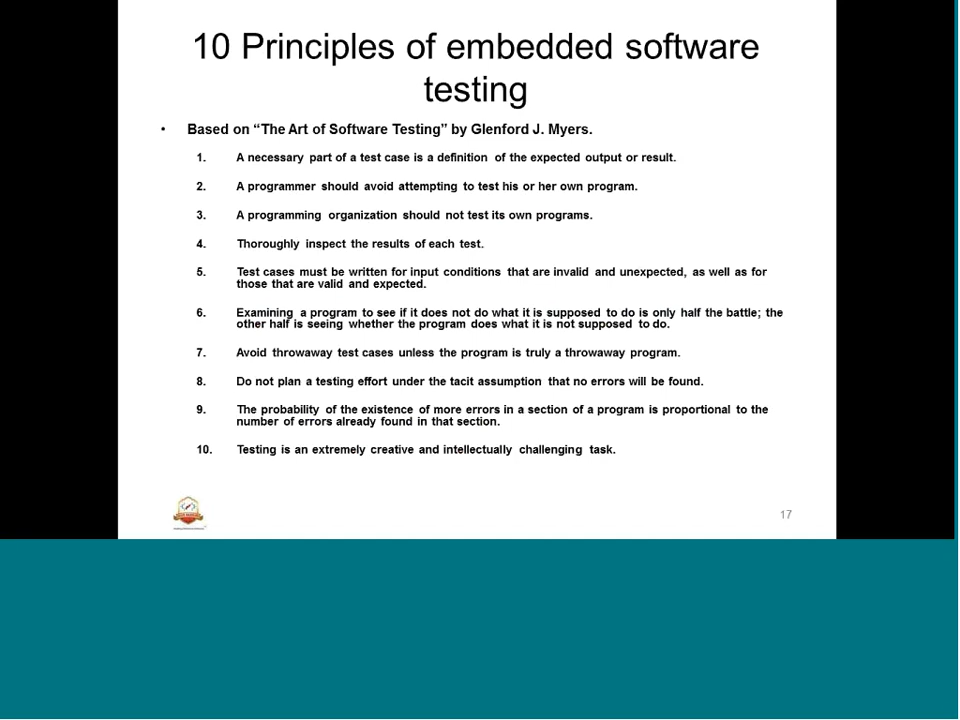 10 Principles of embedded software
testing
• Based on “The Art of Software Testing” by Glenford J. Myers.
1. A necessary part of a test case is a definition of the expected output or result.
2. A programmer should avoid attempting to test his or her own program.
3. A programming organization should not test its own programs.
4. Thoroughly inspect the results of each test.
5. Test cases must be written for input conditions that are invalid and unexpected, as well as for
those that are valid and expected.
6. Examining a program to see if it does not do what it is supposed to do is only half the battle; the
other half is seeing whether the program does what it is not supposed to do.
7. Avoid throwaway test cases unless the program is truly a throwaway program.
8. Do not plan a testing effort under the tacit assumption that no errors will be found.
9. The probability of the existence of more errors in a section of a program is proportional to the
number of errors already found in that section.
10. Testing is an extremely creative and intellectually challenging task.
17